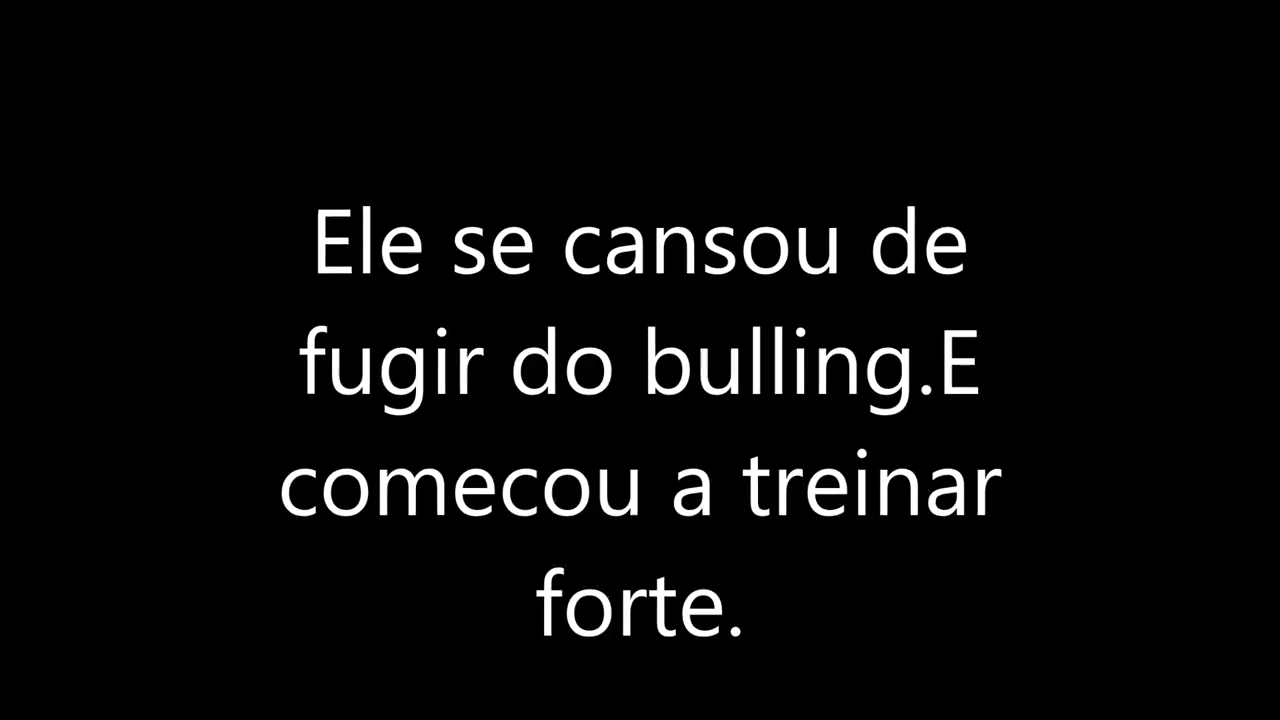 Ele se cansou de
fugir do bulling.E
comecou a treinar
forte.